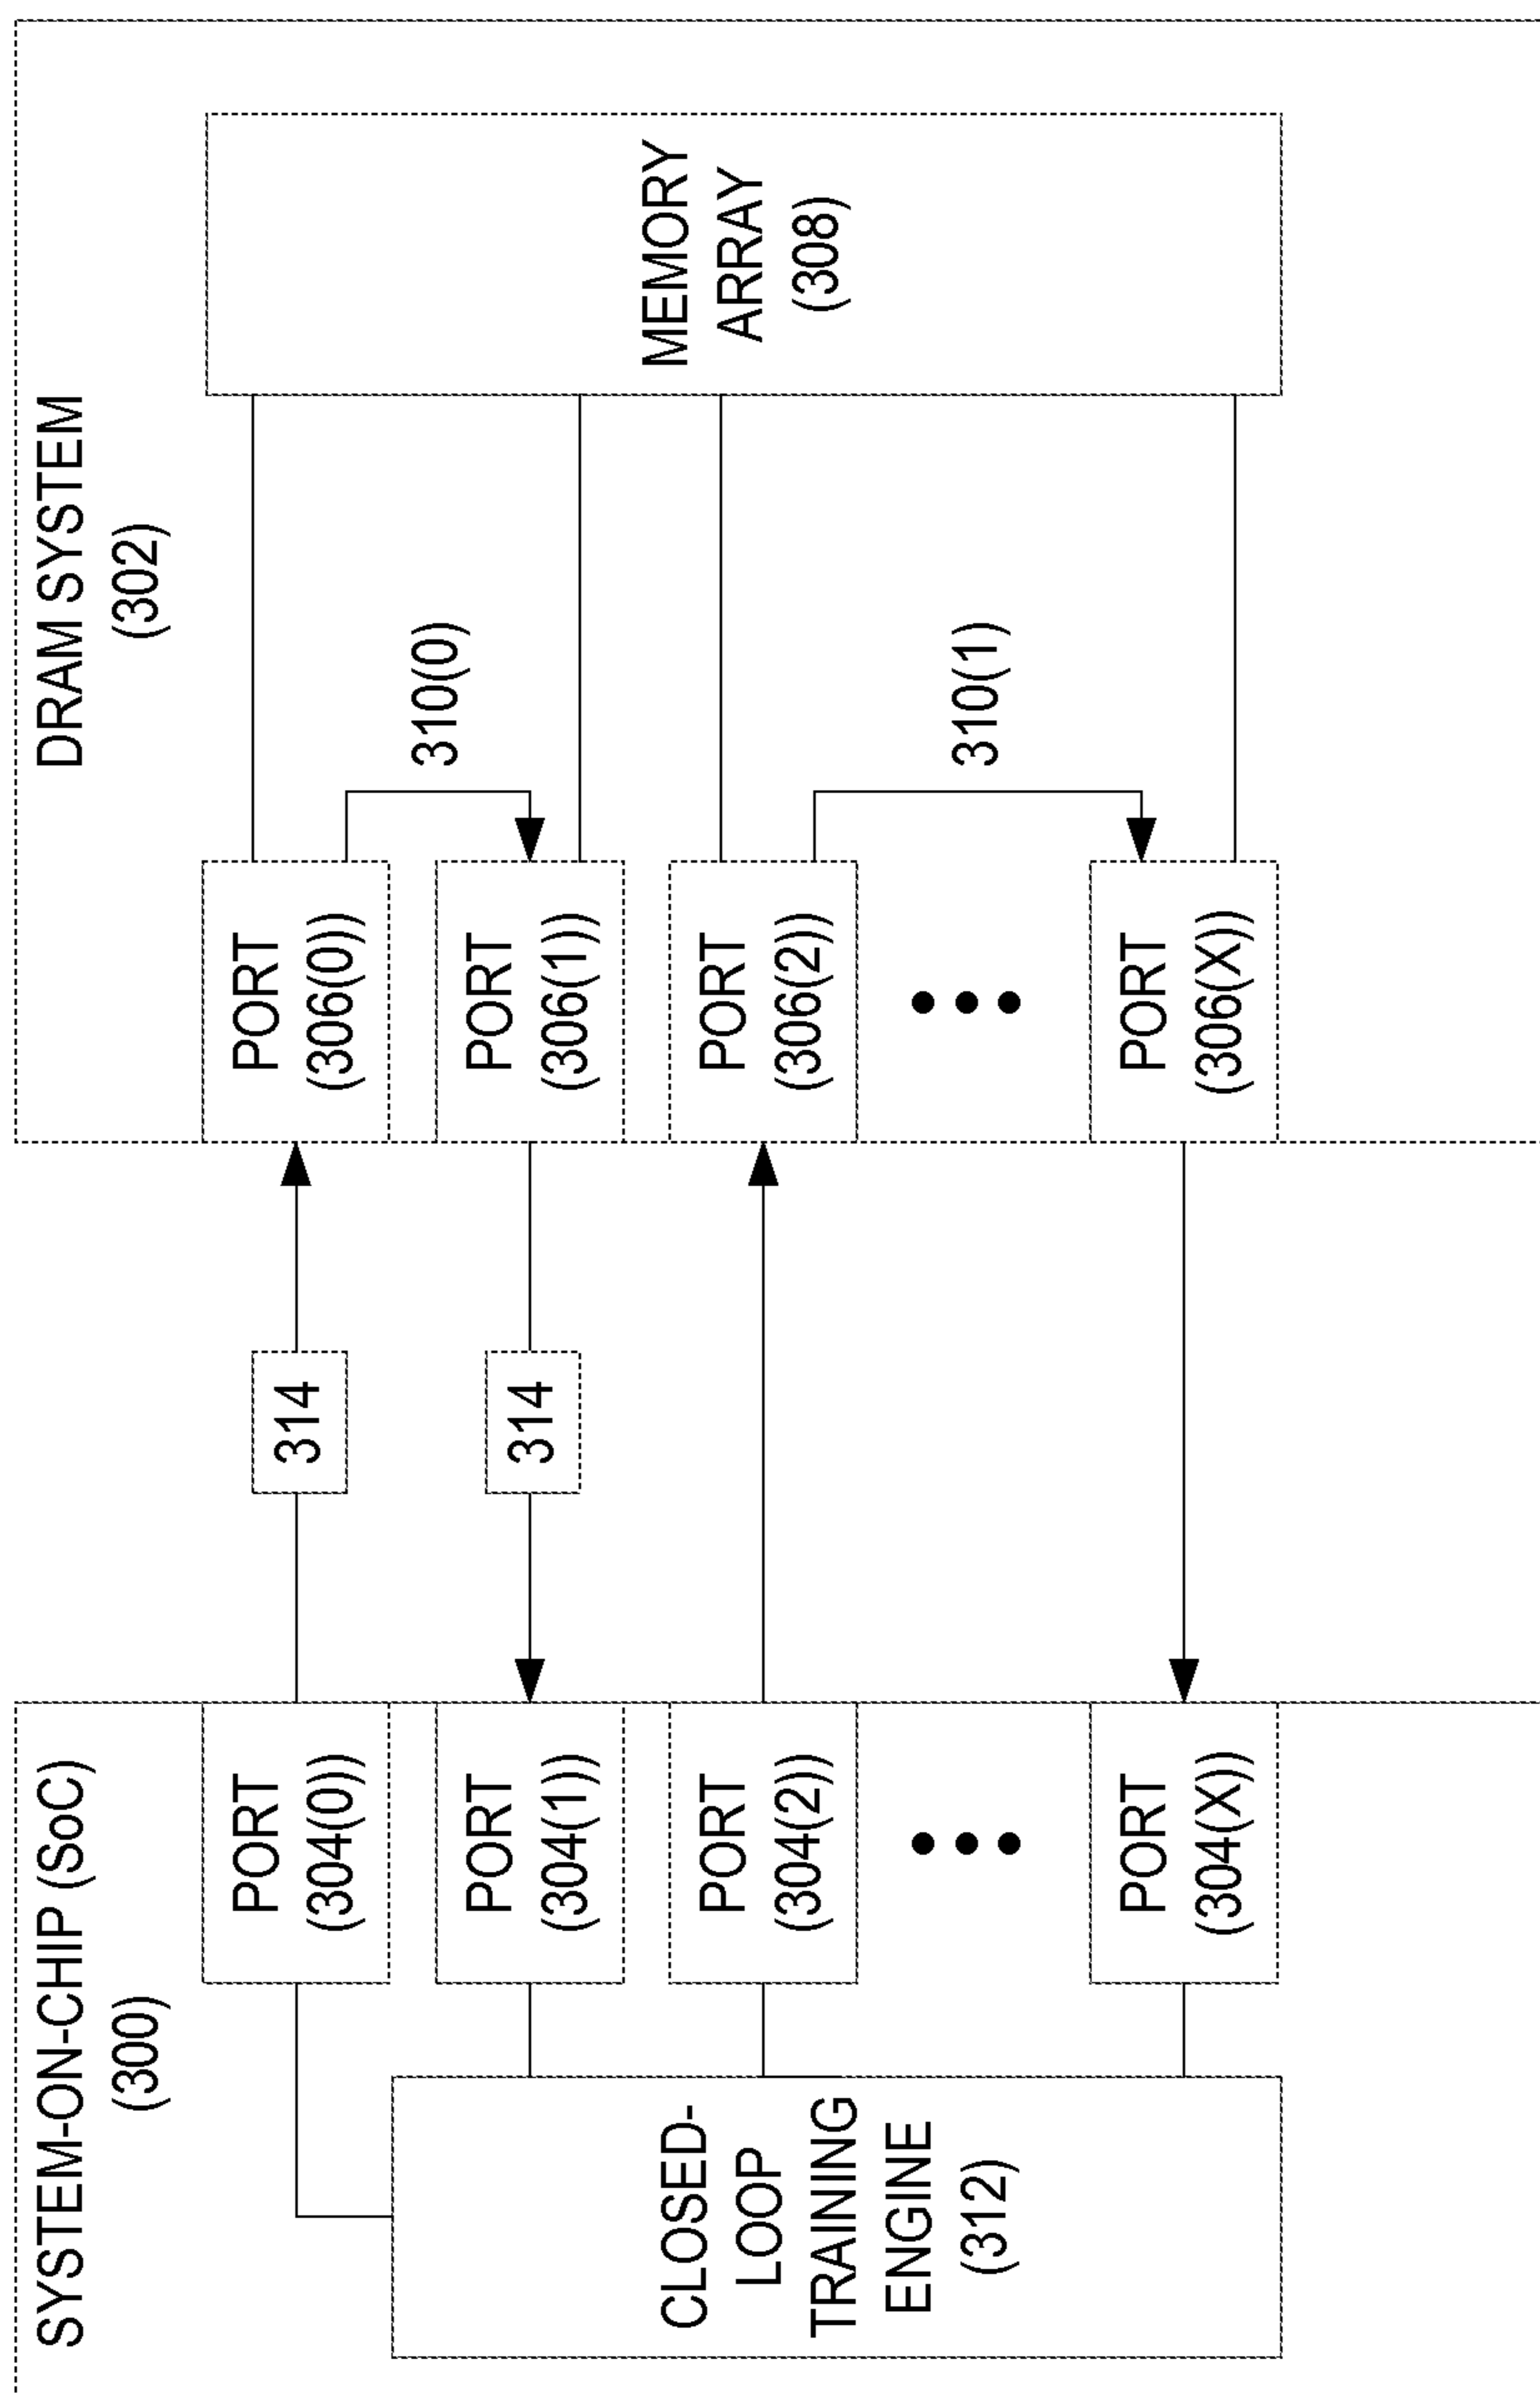 SYSTEM-ON-CHIP (SoC)
(300)
DRAM SYSTEM
(302)
PORT
(304(0))
314
PORT
(306(0))
310(0)
PORT
(304(1))
314
PORT
(306(1))
CLOSED-
LOOP
TRAINING
ENGINE
(312)
MEMORY
ARRAY
(308)
PORT
(304(2))
PORT
(306(2))
310(1)
PORT
(304(X))
PORT
(306(X))